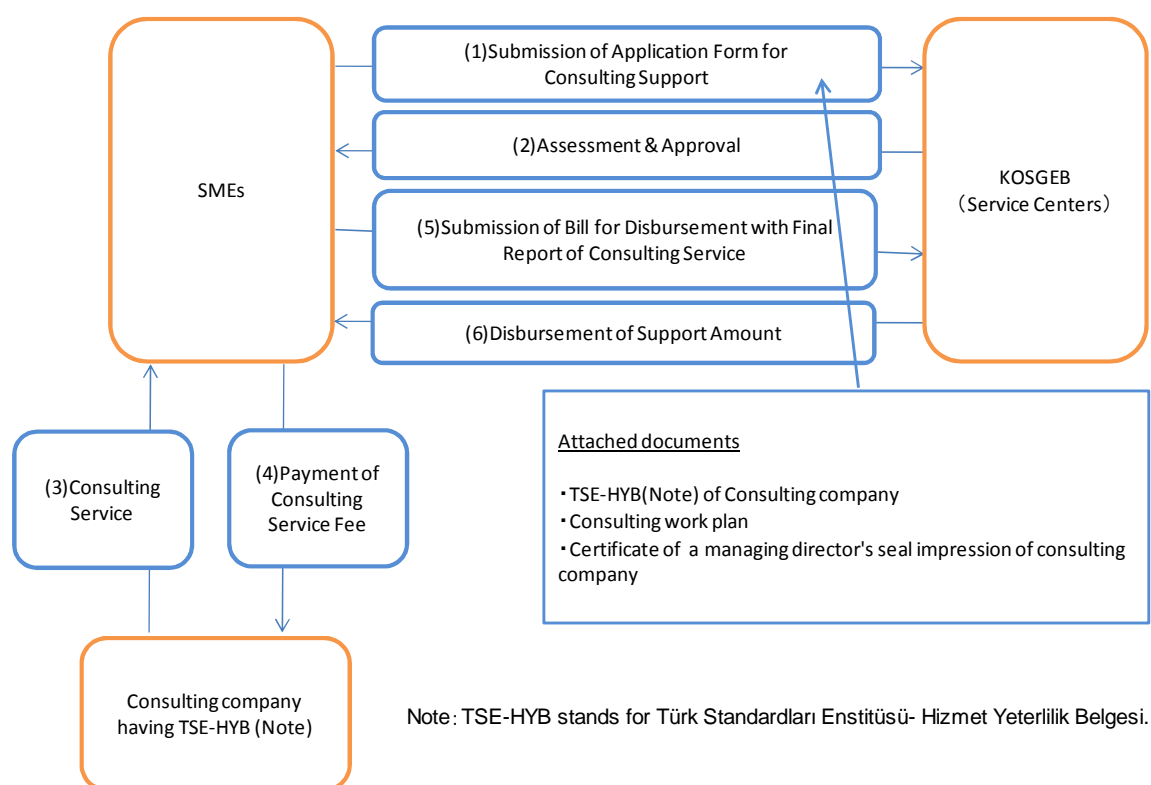 (1)Submission of Application Form for
Consulting Support
(2)Assessment & Approval
SMEs
KOSGEB
（Service Centers）
(5)Submission of Bill for Disbursement with Final
Report of Consulting Service
(6)Disbursement of Support Amount
Attached documents
・TSE-HYB(Note) of Consulting company
・Consulting work plan
・Certificate of a managing director's seal impression of consulting
company
(3)Consulting
Service
(4)Payment of
Consulting
Service Fee
Consulting company
having TSE-HYB (Note)
Note：TSE-HYB stands for Türk Standardları Enstitüsü- Hizmet Yeterlilik Belgesi.